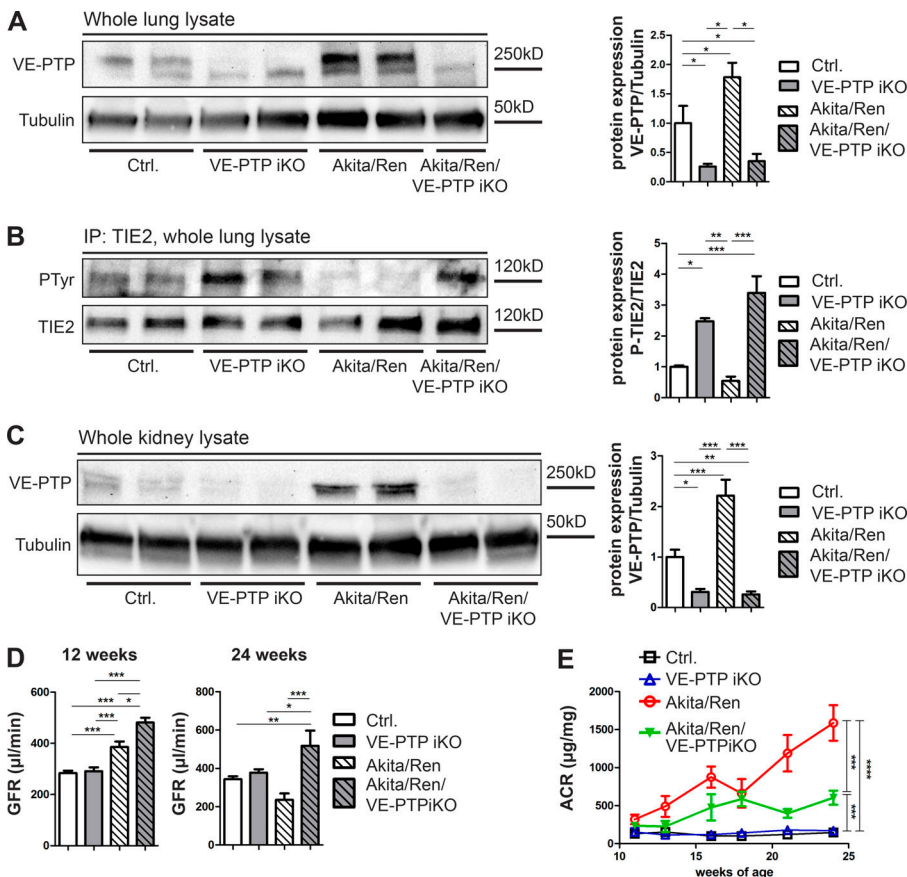 A
Whole lung lysate
VE-PTP
250kD
Tubulin
50kD
Ctrl.
VE-PTP iKO
Akita/Ren
Akita/Ren/
VE-PTP iKO
protein expression
VE-PTP/Tubulin
2.0
1.5
1.0
0.5
0.0
*
*
*
*
*
*
Ctrl.
VE-PTP iKO
Akita/Ren
Akita/Ren/
VE-PTP iKO
B
IP: TIE2, whole lung lysate
PTyr
120kD
TIE2
120kD
Ctrl.
VE-PTP iKO
Akita/Ren
Akita/Ren/
VE-PTP iKO
protein expression
P-TIE2/TIE2
6
4
2
0
** ***
***
*
Ctrl.
VE-PTP iKO
Akita/Ren
Akita/Ren/
VE-PTP iKO
C
Whole kidney lysate
VE-PTP
250kD
Tubulin
50kD
Ctrl.
VE-PTP iKO
Akita/Ren
Akita/Ren/
VE-PTP iKO
protein expression
VE-PTP/Tubulin
3
2
1
0
*** ***
**
***
*
Ctrl.
VE-PTP iKO
Akita/Ren
Akita/Ren/
VE-PTP iKO
D
12 weeks
GFR (µl/min)
600
400
200
0
***
***
*** *
***
***
24 weeks
GFR (µl/min)
800
600
400
200
0
***
*
**
Ctrl.
VE-PTP iKO
Akita/Ren
Akita/Ren/
VE-PTPiKO
E
Ctrl.
VE-PTP iKO
Akita/Ren
Akita/Ren/
VE-PTPiKO
ACR (µg/mg)
2000
1500
1000
500
0
10
15
20
25
weeks of age
***
***
****